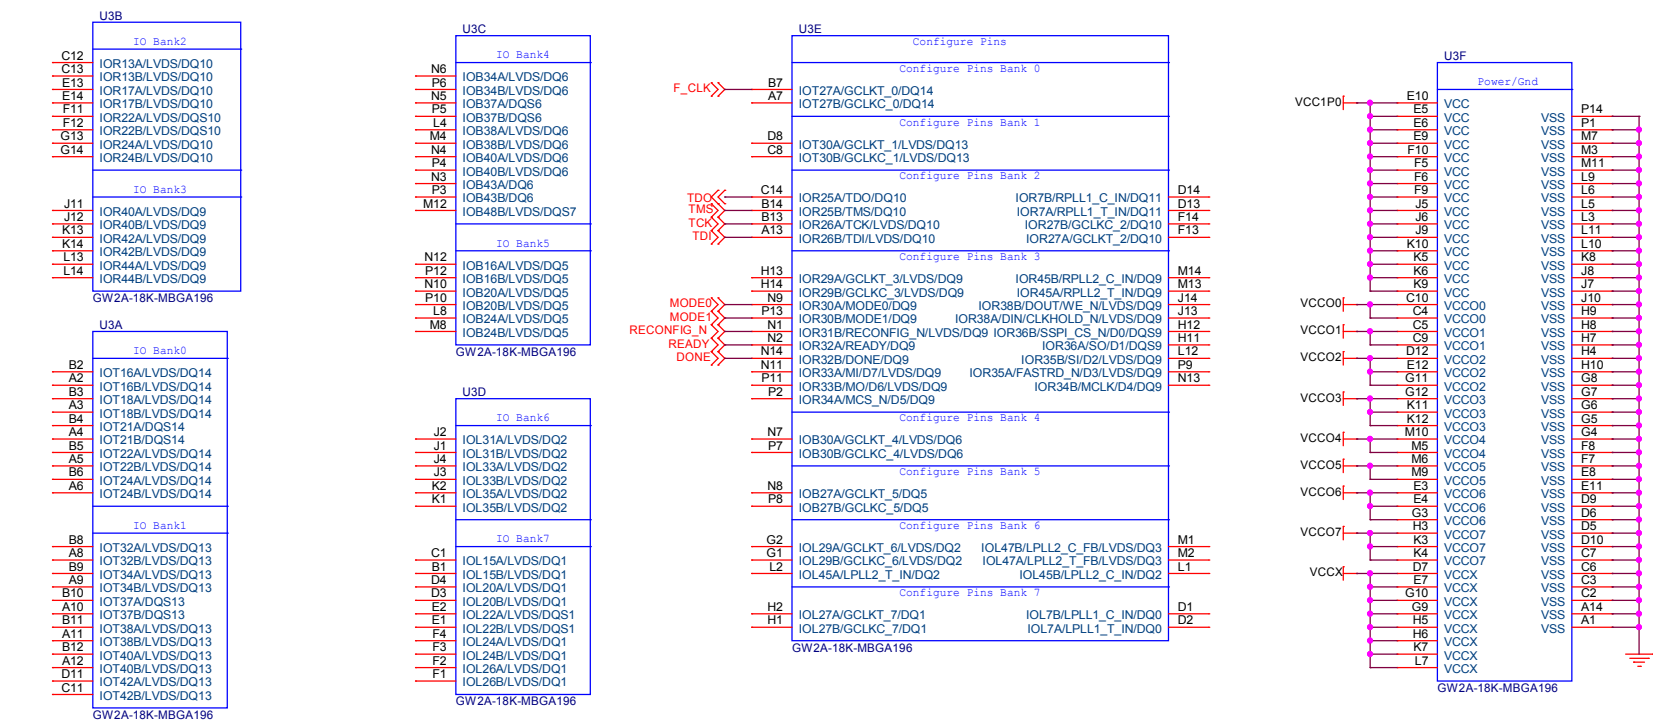 U3B
IO Bank2
C12 IOR13A/LVDS/DQ10
C13 IOR13B/LVDS/DQ10
E13 IOR17A/LVDS/DQ10
E14 IOR17B/LVDS/DQ10
F11 IOR22A/LVDS/DQS10
F12 IOR22B/LVDS/DQS10
G13 IOR24A/LVDS/DQ10
G14 IOR24B/LVDS/DQ10
IO Bank3
J11 IOR40A/LVDS/DQ9
J12 IOR40B/LVDS/DQ9
K13 IOR42A/LVDS/DQ9
K14 IOR42B/LVDS/DQ9
L13 IOR44A/LVDS/DQ9
L14 IOR44B/LVDS/DQ9
GW2A-18K-MBGA196
U3A
IO Bank0
B2 IOT16A/LVDS/DQ14
A2 IOT16B/LVDS/DQ14
B3 IOT18A/LVDS/DQ14
A3 IOT18B/LVDS/DQ14
B4 IOT21A/DQS14
A4 IOT21B/DQS14
B5 IOT22A/LVDS/DQ14
A5 IOT22B/LVDS/DQ14
B6 IOT24A/LVDS/DQ14
A6 IOT24B/LVDS/DQ14
IO Bank1
B8 IOT32A/LVDS/DQ13
A8 IOT32B/LVDS/DQ13
B9 IOT34A/LVDS/DQ13
A9 IOT34B/LVDS/DQ13
B10 IOT37A/DQS13
A10 IOT37B/DQS13
B11 IOT38A/LVDS/DQ13
A11 IOT38B/LVDS/DQ13
B12 IOT40A/LVDS/DQ13
A12 IOT40B/LVDS/DQ13
D11 IOT42A/LVDS/DQ13
C11 IOT42B/LVDS/DQ13
GW2A-18K-MBGA196
U3C
IO Bank4
N6 IOB34A/LVDS/DQ6
P6 IOB34B/LVDS/DQ6
N5 IOB37A/DQS6
P5 IOB37B/DQS6
L4 IOB38A/LVDS/DQ6
M4 IOB38B/LVDS/DQ6
N4 IOB40A/LVDS/DQ6
P4 IOB40B/LVDS/DQ6
N3 IOB43A/DQ6
P3 IOB43B/DQ6
M12 IOB48B/LVDS/DQS7
IO Bank5
N12 IOB16A/LVDS/DQ5
P12 IOB16B/LVDS/DQ5
N10 IOB20A/LVDS/DQ5
P10 IOB20B/LVDS/DQ5
L8 IOB24A/LVDS/DQ5
M8 IOB24B/LVDS/DQ5
GW2A-18K-MBGA196
U3D
IO Bank6
J2 IOL31A/LVDS/DQ2
J1 IOL31B/LVDS/DQ2
J4 IOL33A/LVDS/DQ2
J3 IOL33B/LVDS/DQ2
K2 IOL35A/LVDS/DQ2
K1 IOL35B/LVDS/DQ2
IO Bank7
C1 IOL15A/LVDS/DQ1
B1 IOL15B/LVDS/DQ1
D4 IOL20A/LVDS/DQ1
D3 IOL20B/LVDS/DQ1
E2 IOL22A/LVDS/DQS1
E1 IOL22B/LVDS/DQS1
F4 IOL24A/LVDS/DQ1
F3 IOL24B/LVDS/DQ1
F2 IOL26A/LVDS/DQ1
F1 IOL26B/LVDS/DQ1
GW2A-18K-MBGA196
U3E
Configure Pins
Configure Pins Bank 0
F_CLK B7 IOT27A/GCLKT_0/DQ14
A7 IOT27B/GCLKC_0/DQ14
Configure Pins Bank 1
D8 IOT30A/GCLKT_1/LVDS/DQ13
C8 IOT30B/GCLKC_1/LVDS/DQ13
Configure Pins Bank 2
TDO C14 IOR25A/TDO/DQ10 IOR7B/RPLL1_C_IN/DQ11 D14
TMS B14 IOR25B/TMS/DQ10 IOR7A/RPLL1_T_IN/DQ11 D13
TCK B13 IOR26A/TCK/LVDS/DQ10 IOR27B/GCLKC_2/DQ10 F14
TDI A13 IOR26B/TDI/LVDS/DQ10 IOR27A/GCLKT_2/DQ10 F13
Configure Pins Bank 3
H13 IOR29A/GCLKT_3/LVDS/DQ9 IOR45B/RPLL2_C_IN/DQ9 M14
H14 IOR29B/GCLKC_3/LVDS/DQ9 IOR45A/RPLL2_T_IN/DQ9 M13
MODE0 N9 IOR30A/MODE0/DQ9 IOR38B/DOUT/WE_N/LVDS/DQ9 J14
MODE1 P13 IOR30B/MODE1/DQ9 IOR38A/DIN/CLKHOLD_N/LVDS/DQ9 J13
RECONFIG_N N1 IOR31B/RECONFIG_N/LVDS/DQ9 IOR36B/SSPI_CS_N/D0/DQS9 H12
READY N2 IOR32A/READY/DQ9 IOR36A/SO/D1/DQS9 H11
DONE N14 IOR32B/DONE/DQ9 IOR35B/SI/D2/LVDS/DQ9 L12
N11 IOR33A/MI/D7/LVDS/DQ9 IOR35A/FASTRD_N/D3/LVDS/DQ9 P9
P11 IOR33B/MO/D6/LVDS/DQ9 IOR34B/MCLK/D4/DQ9 N13
P2 IOR34A/MCS_N/D5/DQ9
Configure Pins Bank 4
N7 IOB30A/GCLKT_4/LVDS/DQ6
P7 IOB30B/GCLKC_4/LVDS/DQ6
Configure Pins Bank 5
N8 IOB27A/GCLKT_5/DQ5
P8 IOB27B/GCLKC_5/DQ5
Configure Pins Bank 6
G2 IOL29A/GCLKT_6/LVDS/DQ2 IOL47B/LPLL2_C_FB/LVDS/DQ3 M1
G1 IOL29B/GCLKC_6/LVDS/DQ2 IOL47A/LPLL2_T_FB/LVDS/DQ3 M2
L2 IOL45A/LPLL2_T_IN/DQ2 IOL45B/LPLL2_C_IN/DQ2 L1
Configure Pins Bank 7
H2 IOL27A/GCLKT_7/DQ1 IOL7B/LPLL1_C_IN/DQ0 D1
H1 IOL27B/GCLKC_7/DQ1 IOL7A/LPLL1_T_IN/DQ0 D2
GW2A-18K-MBGA196
U3F
Power/Gnd
VCC1P0 E10 VCC
E5 VCC VSS P14
E6 VCC VSS P1
E9 VCC VSS M7
F10 VCC VSS M3
F5 VCC VSS M11
F6 VCC VSS L9
F9 VCC VSS L6
J5 VCC VSS L5
J6 VCC VSS L3
J9 VCC VSS L11
K10 VCC VSS L10
K5 VCC VSS K8
K6 VCC VSS J8
K9 VCC VSS J7
VCCO0 C10 VCCO0 VSS J10
C4 VCCO0 VSS H9
VCCO1 C5 VCCO1 VSS H8
C9 VCCO1 VSS H7
VCCO2 D12 VCCO2 VSS H4
E12 VCCO2 VSS H10
G11 VCCO2 VSS G8
VCCO3 G12 VCCO3 VSS G7
K11 VCCO3 VSS G6
K12 VCCO3 VSS G5
VCCO4 M10 VCCO4 VSS G4
M5 VCCO4 VSS F8
VCCO5 M6 VCCO5 VSS F7
M9 VCCO5 VSS E8
VCCO6 E3 VCCO6 VSS E11
E4 VCCO6 VSS D9
G3 VCCO6 VSS D6
VCCO7 H3 VCCO7 VSS D5
K3 VCCO7 VSS D10
K4 VCCO7 VSS C7
VCCX D7 VCCX VSS C6
E7 VCCX VSS C3
G10 VCCX VSS C2
G9 VCCX VSS A14
H5 VCCX VSS A1
H6 VCCX
K7 VCCX
L7 VCCX
GW2A-18K-MBGA196